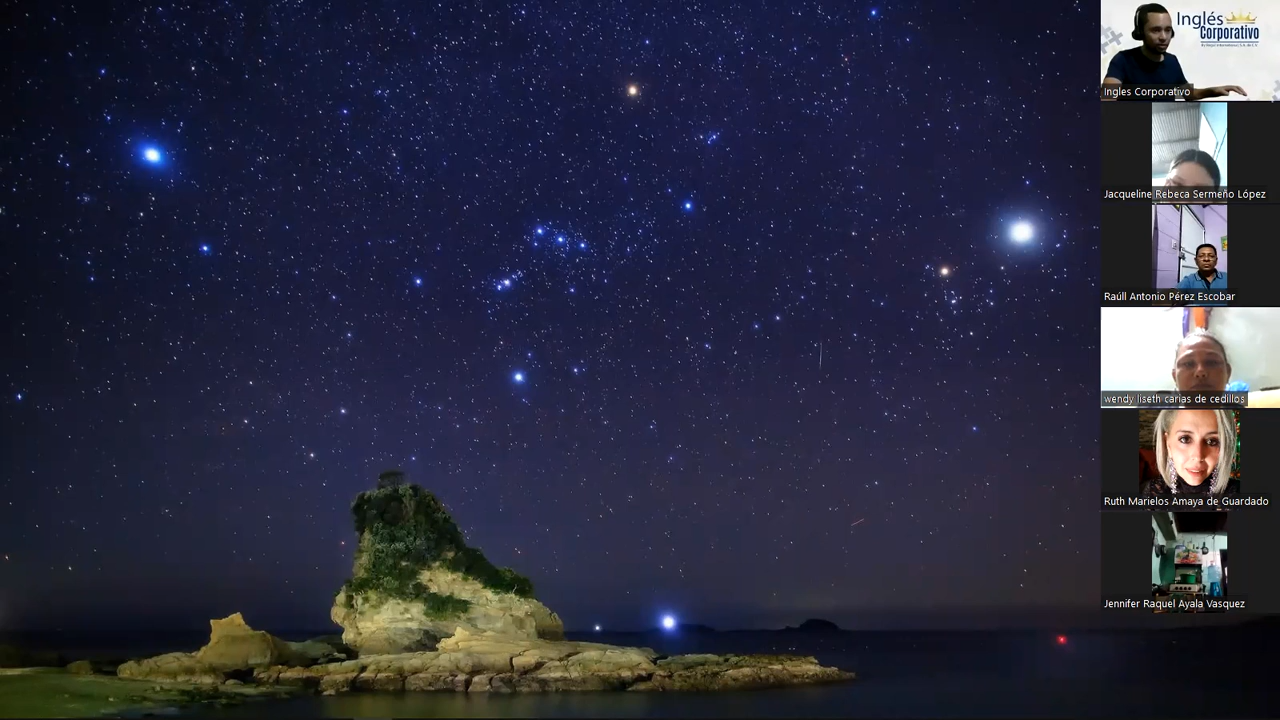 Inglés
Corporativo
Ingles Corporativo
Jacqueline Rebeca Sermeño López
Raúll Antonio Pérez Escobar
wendy liseth carias de cedillos
Ruth Marielos Amaya de Guardado
Jennifer Raquel Ayala Vasquez